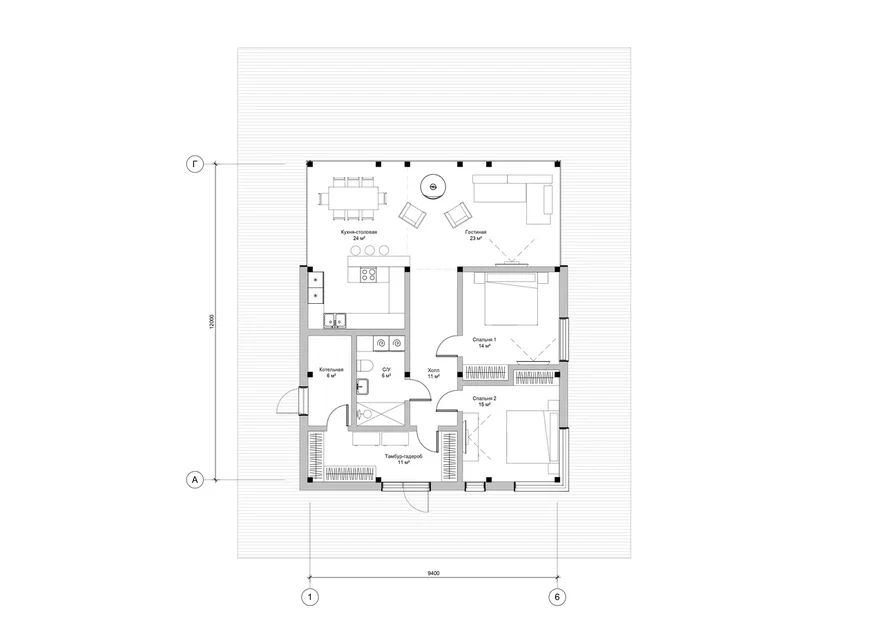 Г
Кухня-столовая
24 м²
Гостиная
23 м²
12000
Спальня 1
14 м²
Котельная
6 м²
С/У
6 м²
Холл
11 м²
Спальня 2
15 м²
Тамбур-гадероб
11 м²
А
9400
1
6